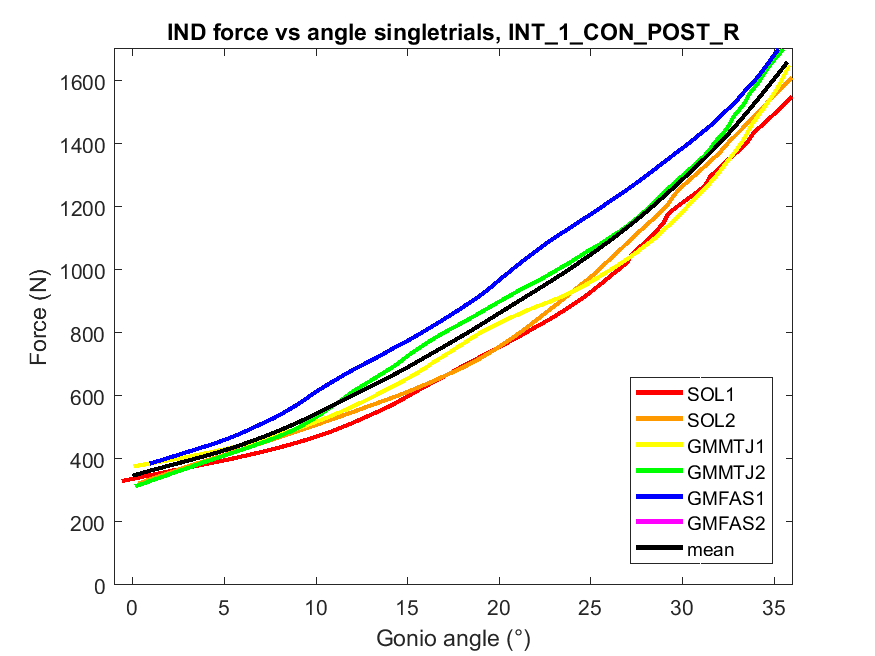 IND force vs angle singletrials, INT_1_CON_POST_R
1600
1400
1200
1000
800
600
400
200
0
Force (N)
SOL1
SOL2
GMMTJ1
GMMTJ2
GMFAS1
GMFAS2
mean
0 5 10 15 20 25 30 35
Gonio angle (°)